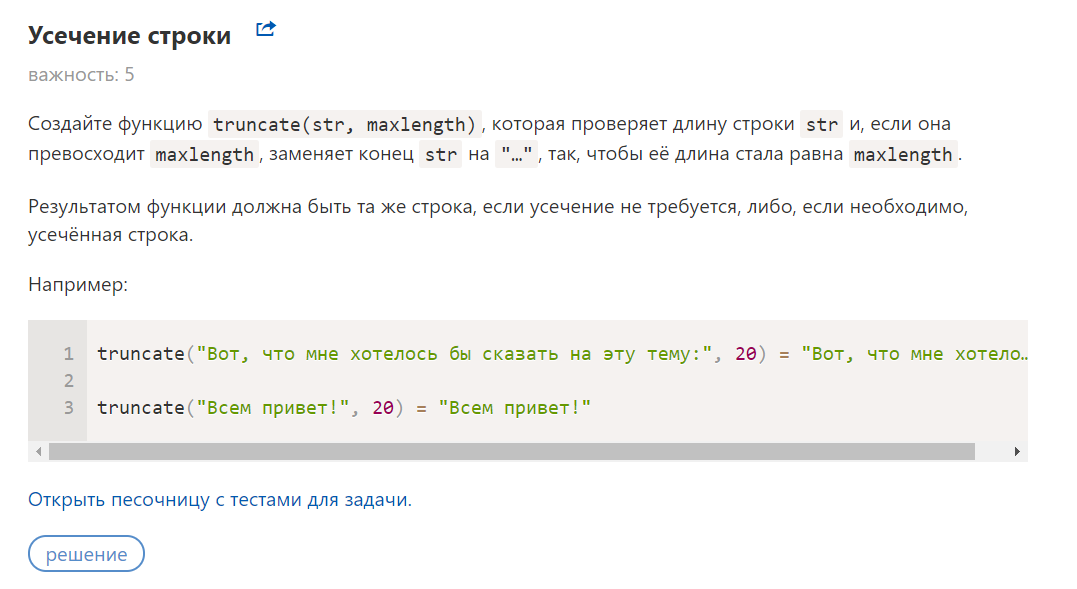 Усечение строки
важность: 5
Создайте функцию truncate(str, maxlength), которая проверяет длину строки str и, если она
превосходит maxlength, заменяет конец str на "…", так, чтобы её длина стала равна maxlength.
Результатом функции должна быть та же строка, если усечение не требуется, либо, если необходимо,
усечённая строка.
Например:
1 truncate("Вот, что мне хотелось бы сказать на эту тему:", 20) = "Вот, что мне хотело…
2
3 truncate("Всем привет!", 20) = "Всем привет!"
Открыть песочницу с тестами для задачи.
решение